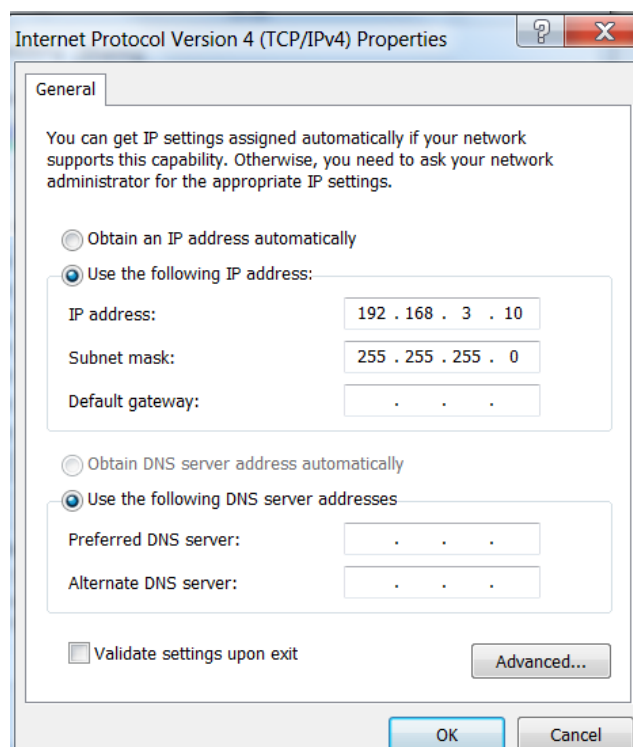 Internet Protocol Version 4 (TCP/IPv4) Properties
General
You can get IP settings assigned automatically if your network
supports this capability. Otherwise, you need to ask your network
administrator for the appropriate IP settings.
Obtain an IP address automatically
Use the following IP address:
IP address: 192 . 168 . 3 . 10
Subnet mask: 255 . 255 . 255 . 0
Default gateway: . . .
Obtain DNS server address automatically
Use the following DNS server addresses
Preferred DNS server: . . .
Alternate DNS server: . . .
Validate settings upon exit
Advanced...
OK Cancel